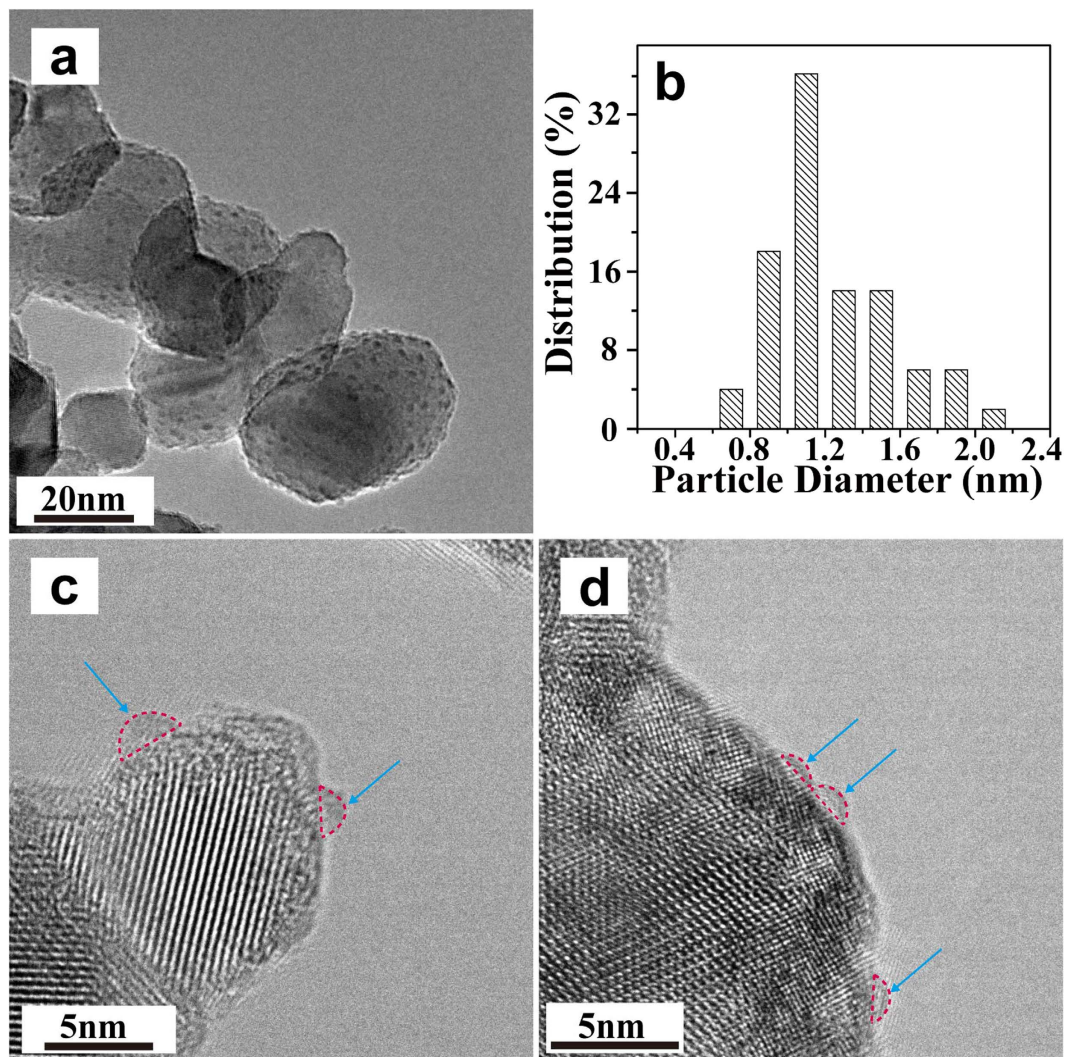 a
20nm
b
Distribution (%)
32
24
16
8
0
0.4 0.8 1.2 1.6 2.0 2.4
Particle Diameter (nm)
c
5nm
d
5nm